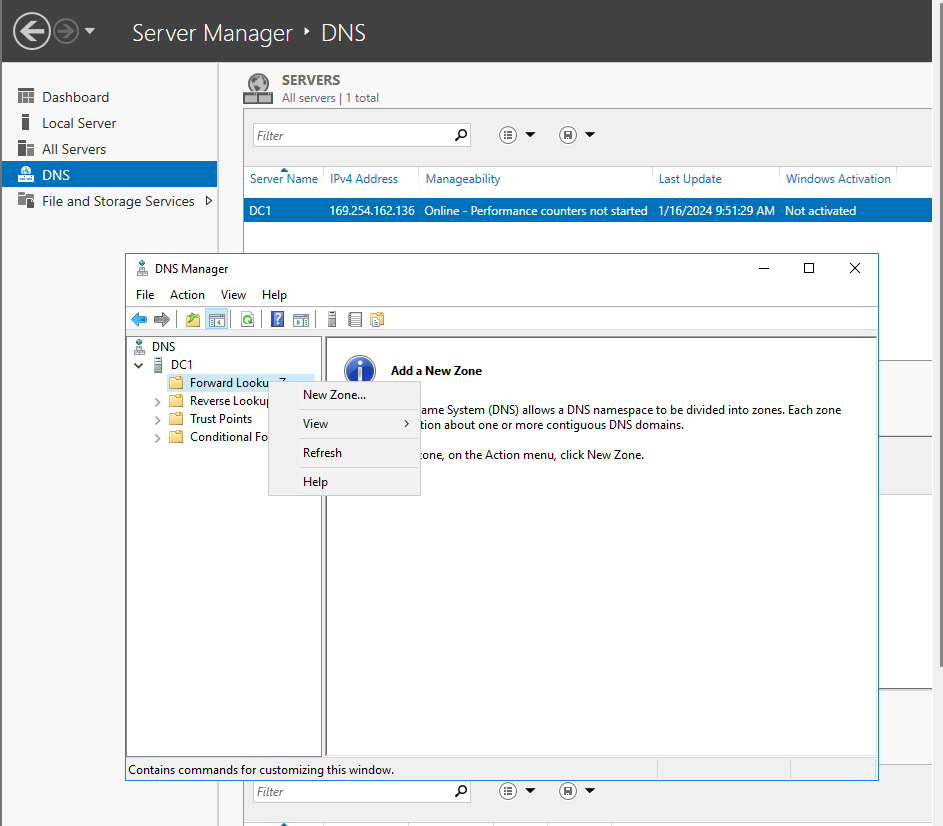 Server Manager ‣ DNS
Dashboard
Local Server
All Servers
DNS
File and Storage Services
SERVERS
All servers | 1 total
Filter
Server Name IPv4 Address Manageability Last Update Windows Activation
DC1 169.254.162.136 Online - Performance counters not started 1/16/2024 9:51:29 AM Not activated
DNS Manager
File Action View Help
DNS
DC1
Forward Looku
Reverse Lookup
Trust Points
Conditional Fo
New Zone...
View
Refresh
Help
Add a New Zone
ame System (DNS) allows a DNS namespace to be divided into zones. Each zone
tion about one or more contiguous DNS domains.
zone, on the Action menu, click New Zone.
Contains commands for customizing this window.
Filter